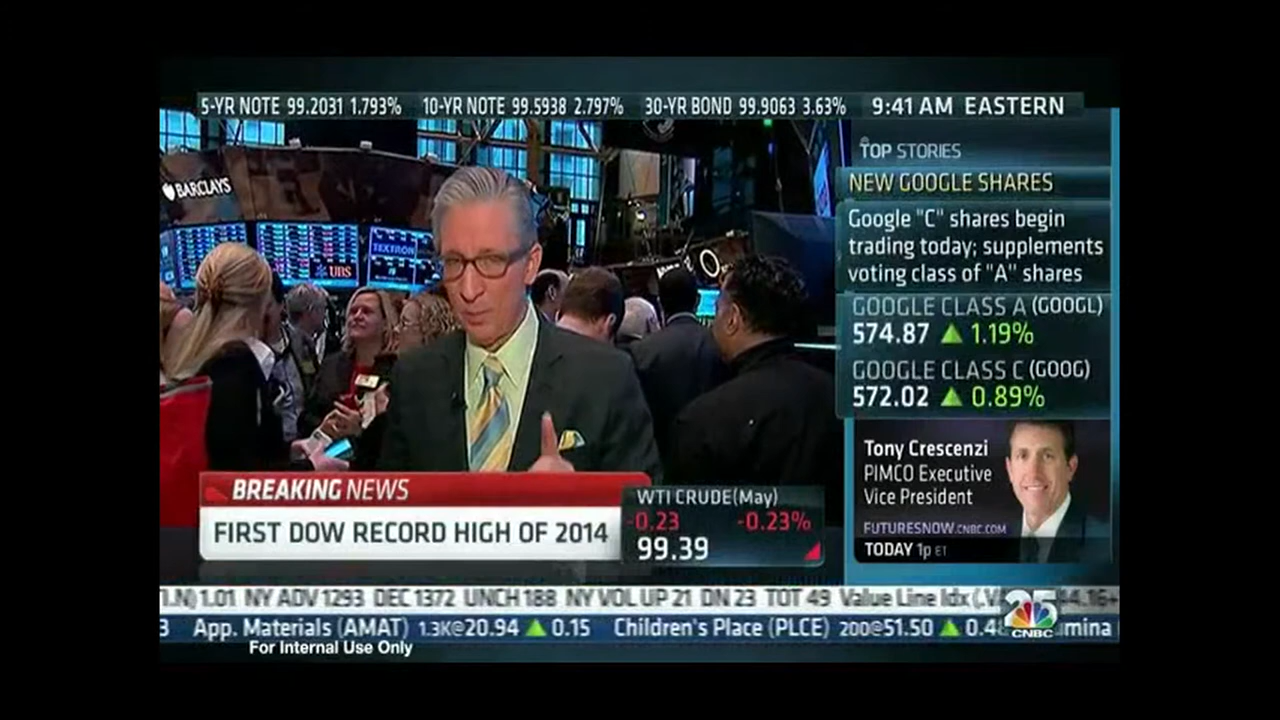 5-YR NOTE 99.2031 1.793% 10-YR NOTE 99.5938 2.797% 30-YR BOND 99.9063 3.63% 9:41 AM EASTERN
TOP STORIES
NEW GOOGLE SHARES
Google "C" shares begin
trading today; supplements
voting class of "A" shares
GOOGLE CLASS A (GOOGL)
574.87 ▲ 1.19%
GOOGLE CLASS C (GOOG)
572.02 ▲ 0.89%
Tony Crescenzi
PIMCO Executive
Vice President
FUTURESNOW.CNBC.COM
TODAY 1p ET
BARCLAYS
UBS
TEXTRON
BREAKING NEWS
FIRST DOW RECORD HIGH OF 2014
WTI CRUDE(May)
-0.23 -0.23%
99.39
.N) 1.01 NY ADV 1293 DEC 1372 UNCH 188 NY VOL UP 21 DN 23 TOT 49 Value Line Idx 4.16+
25
CNBC
3 App. Materials (AMAT) 1.3K@20.94 ▲ 0.15 Children's Place (PLCE) 200@51.50 ▲ 0.4 umina
For Internal Use Only